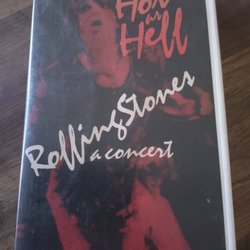 Hot as
Hell
Rolling Stones
a concert